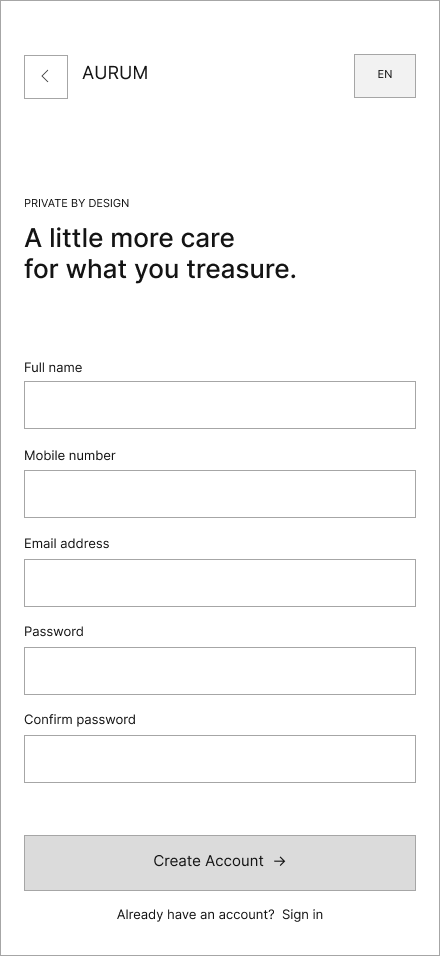 AURUM
EN
PRIVATE BY DESIGN
A little more care
for what you treasure.
Full name
Mobile number
Email address
Password
Confirm password
Create Account →
Already have an account? Sign in